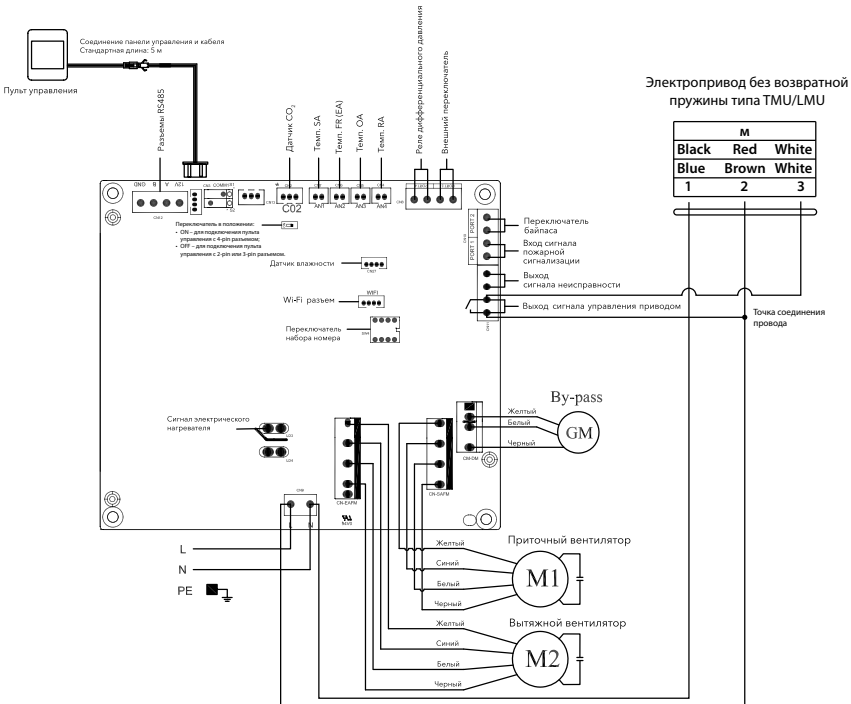 Соединение панели управления и кабеля
Стандартная длина: 5 м
Пульт управления
Разъемы RS485
Датчик CO2
Темп. SA
Темп. FR (EA)
Темп. OA
Темп. RA
Реле дифференциального давления
Внешний переключатель
Электропривод без возвратной
пружины типа TMU/LMU
м
Black Red White
Blue Brown White
1 2 3
GND B A 12V
C02
AN1 AN2 AN3 AN4
Переключатель в положении:
• ON – для подключения пульта
управления с 4-pin разъемом;
• OFF – для подключения пульта
управления с 2-pin или 3-pin разъемом.
PORT 2
PORT 1
Переключатель
байпаса
Вход сигнала
пожарной
сигнализации
Выход
сигнала неисправности
Выход сигнала управления приводом
Точка соединения
провода
Датчик влажности
CN27
Wi-Fi разъем
WIFI
Переключатель
набора номера
Сигнал электрического
нагревателя
By-pass
Желтый
Белый
Черный
GM
CN-EAFM
CN-SAFM
L N
L
N
PE
Приточный вентилятор
Желтый
Синий
Белый
Черный
M1
Вытяжной вентилятор
Желтый
Синий
Белый
Черный
M2